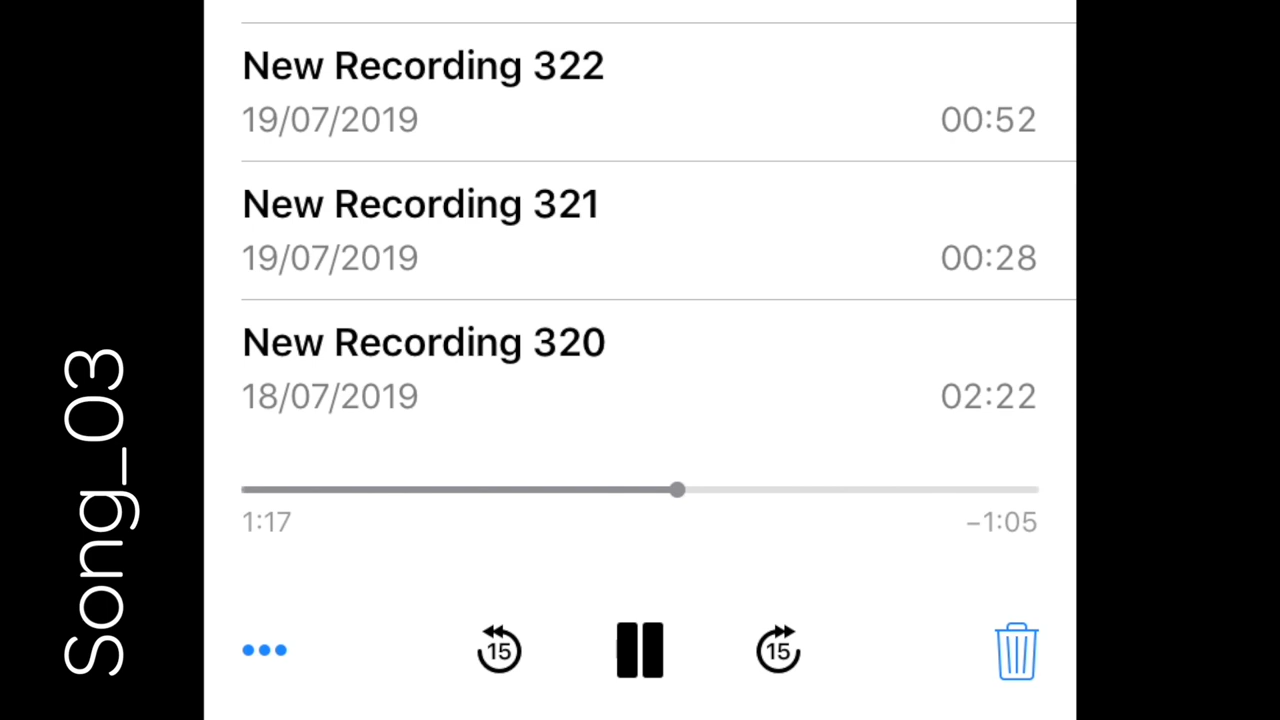 Song_03
New Recording 322
19/07/2019 00:52
New Recording 321
19/07/2019 00:28
New Recording 320
18/07/2019 02:22
1:17 −1:05
15 15